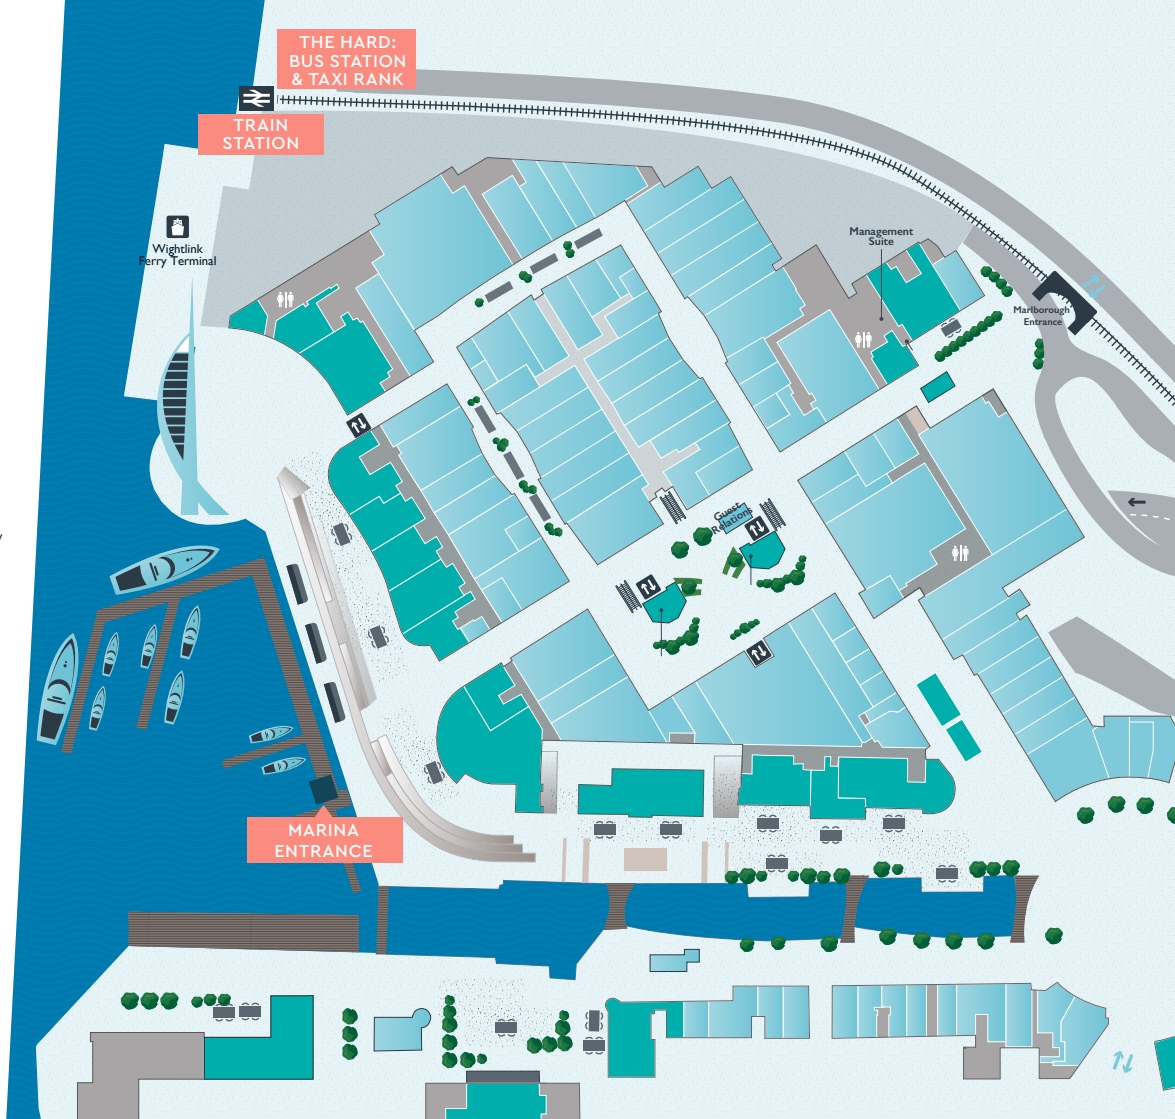 THE HARD:
BUS STATION
& TAXI RANK
TRAIN
STATION
Wightlink
Ferry Terminal
Management
Suite
Marlborough
Entrance
Guest
Relations
MARINA
ENTRANCE